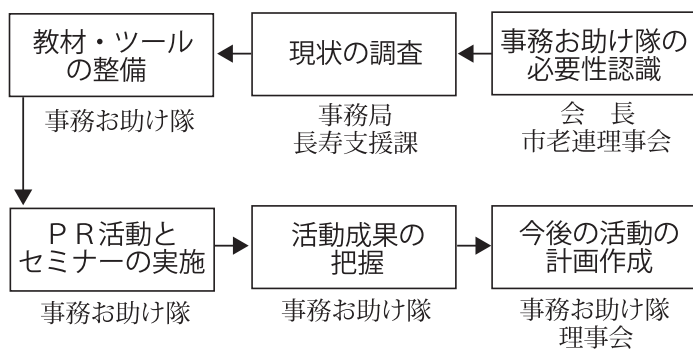 教材・ツール
の整備
事務お助け隊
現状の調査
事務局
長寿支援課
事務お助け隊の
必要性認識
会　長
市老連理事会
ＰＲ活動と
セミナーの実施
事務お助け隊
活動成果の
把握
事務お助け隊
今後の活動の
計画作成
事務お助け隊
理事会